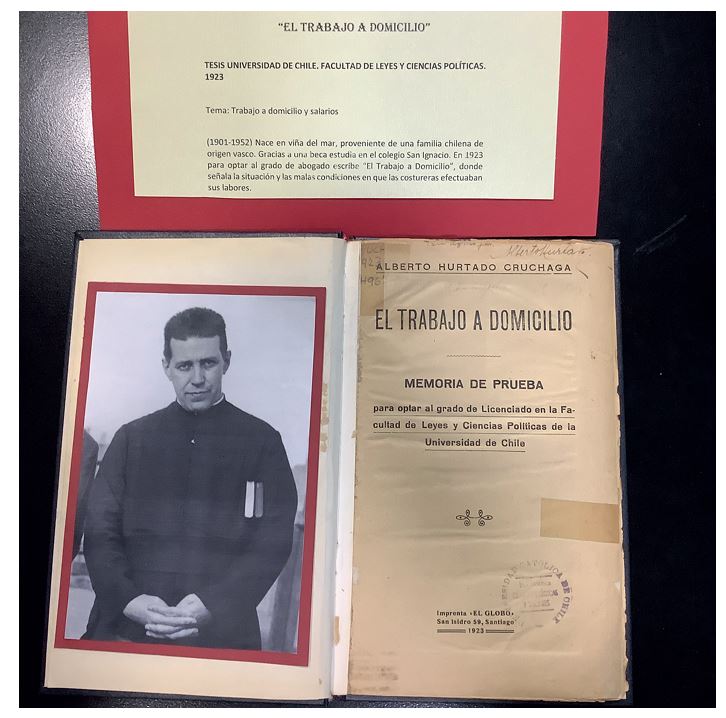 “EL TRABAJO A DOMICILIO”
TESIS UNIVERSIDAD DE CHILE. FACULTAD DE LEYES Y CIENCIAS POLÍTICAS.
1923
Tema: Trabajo a domicilio y salarios
(1901-1952) Nace en viña del mar, proveniente de una familia chilena de
origen vasco. Gracias a una beca estudia en el colegio San Ignacio. En 1923
para optar al grado de abogado escribe “El Trabajo a Domicilio”, donde
señala la situación y las malas condiciones en que las costureras efectuaban
sus labores.
Alberto Hurtado
ALBERTO HURTADO CRUCHAGA
EL TRABAJO A DOMICILIO
MEMORIA DE PRUEBA
para optar al grado de Licenciado en la Fa-
cultad de Leyes y Ciencias Políticas de la
Universidad de Chile
CATOLICA DE CHILE
Imprenta «EL GLOBO»
San Isidro 59, Santiago
1923